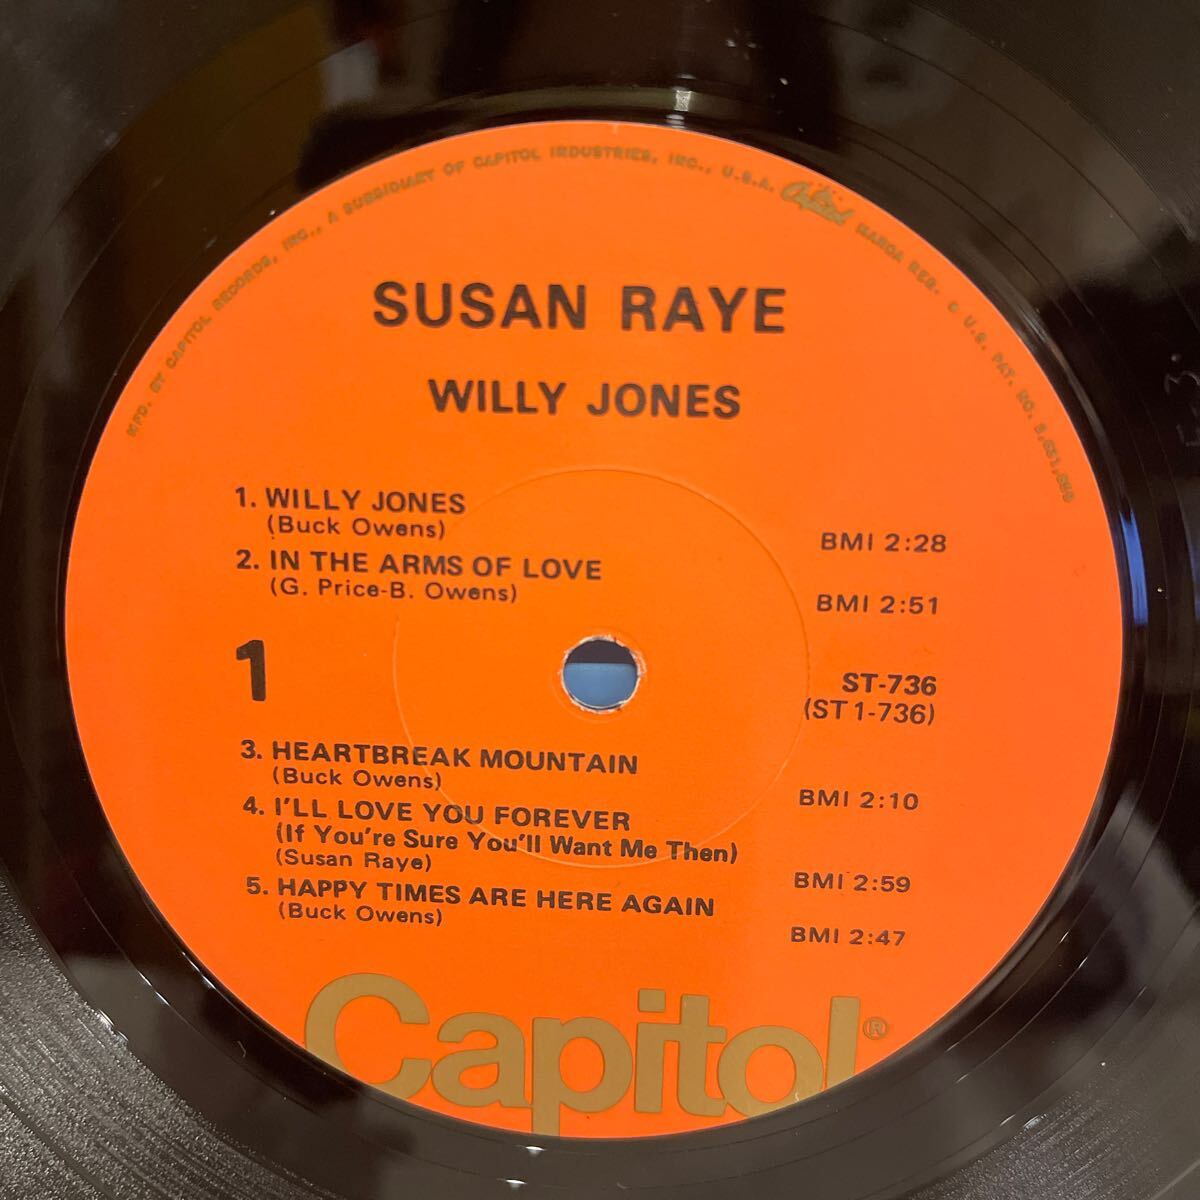 MFD. BY CAPITOL RECORDS, INC., A SUBSIDIARY OF CAPITOL INDUSTRIES, INC., U.S.A. Capitol MARCA REG. U.S. PAT. NO.
SUSAN RAYE
WILLY JONES
1. WILLY JONES
(Buck Owens) BMI 2:28
2. IN THE ARMS OF LOVE
(G. Price-B. Owens) BMI 2:51
1
ST-736
(ST 1-736)
3. HEARTBREAK MOUNTAIN
(Buck Owens) BMI 2:10
4. I'LL LOVE YOU FOREVER
(If You're Sure You'll Want Me Then)
(Susan Raye) BMI 2:59
5. HAPPY TIMES ARE HERE AGAIN
(Buck Owens) BMI 2:47
Capitol®